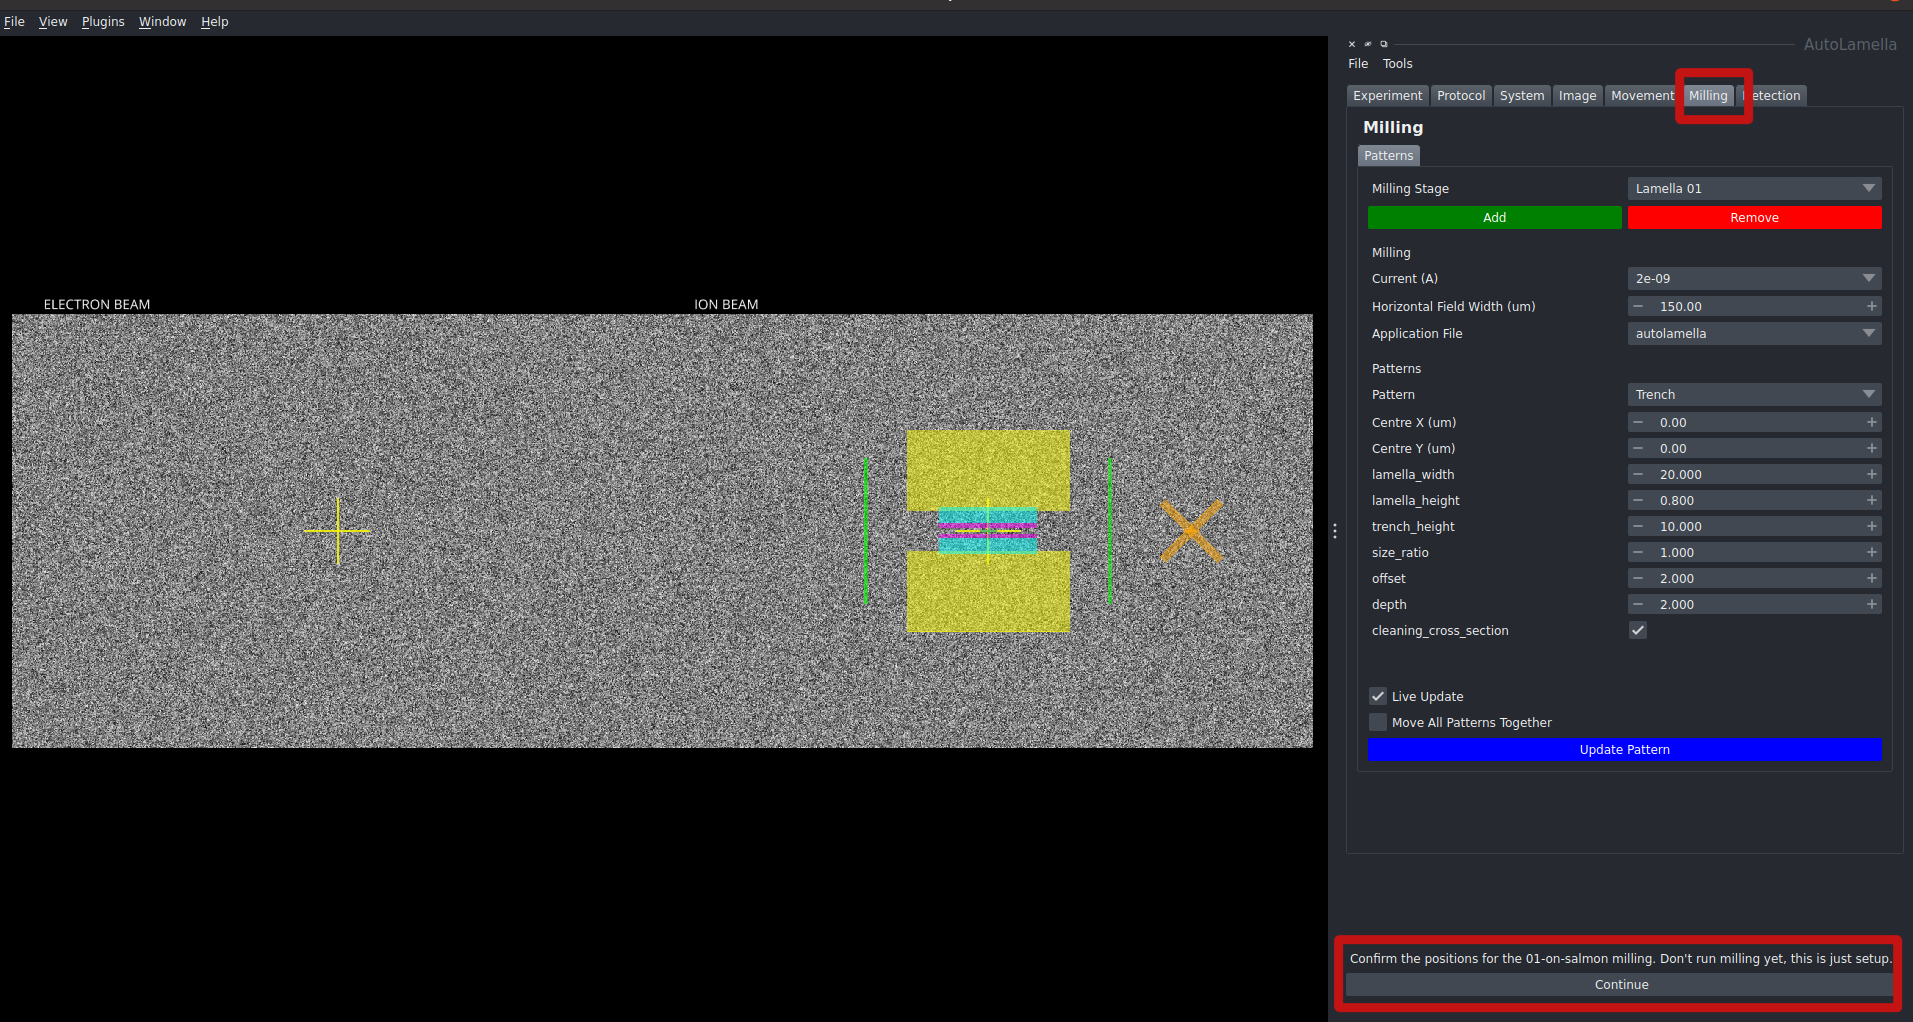 File View Plugins Window Help
AutoLamella
File Tools
Experiment Protocol System Image Movement Milling etection
Milling
Patterns
Milling Stage Lamella 01
Add Remove
Milling
Current (A) 2e-09
Horizontal Field Width (um) 150.00
Application File autolamella
Patterns
Pattern Trench
Centre X (um) 0.00
Centre Y (um) 0.00
lamella_width 20.000
lamella_height 0.800
trench_height 10.000
size_ratio 1.000
offset 2.000
depth 2.000
cleaning_cross_section
Live Update
Move All Patterns Together
Update Pattern
ELECTRON BEAM
ION BEAM
Confirm the positions for the 01-on-salmon milling. Don't run milling yet, this is just setup.
Continue